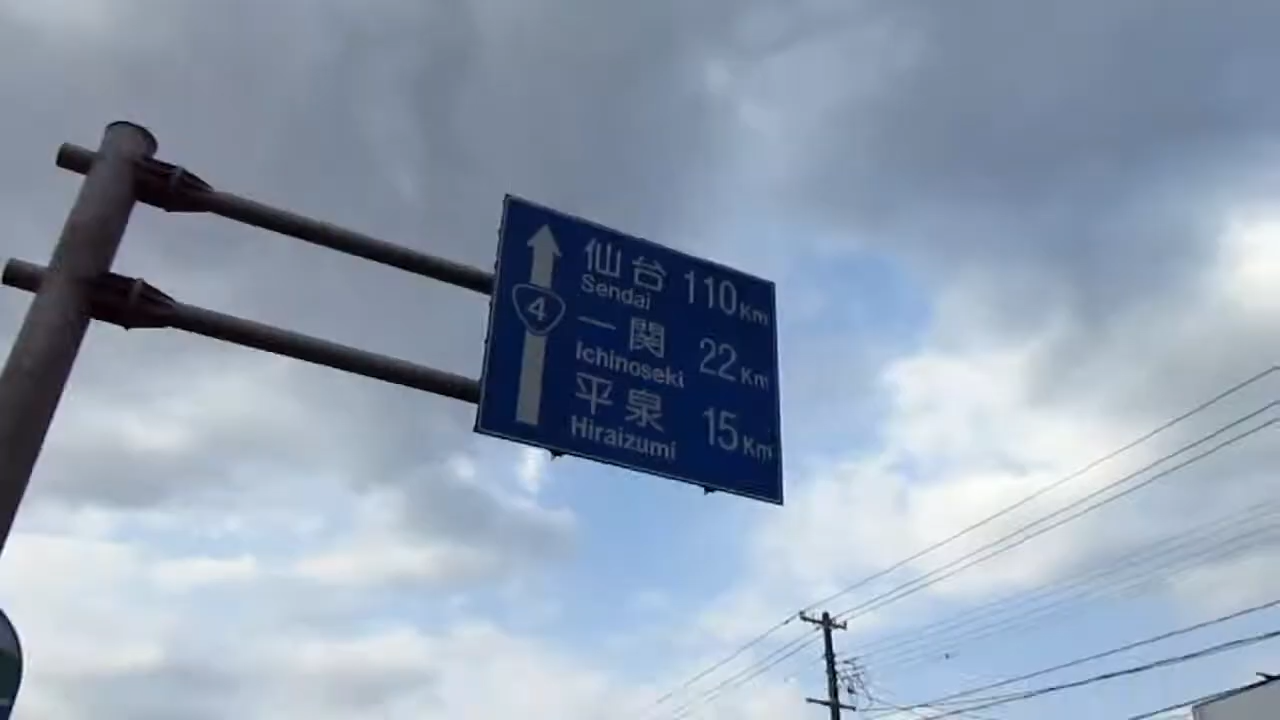 仙台 110Km
Sendai
4
一関 22Km
Ichinoseki
平泉 15Km
Hiraizumi